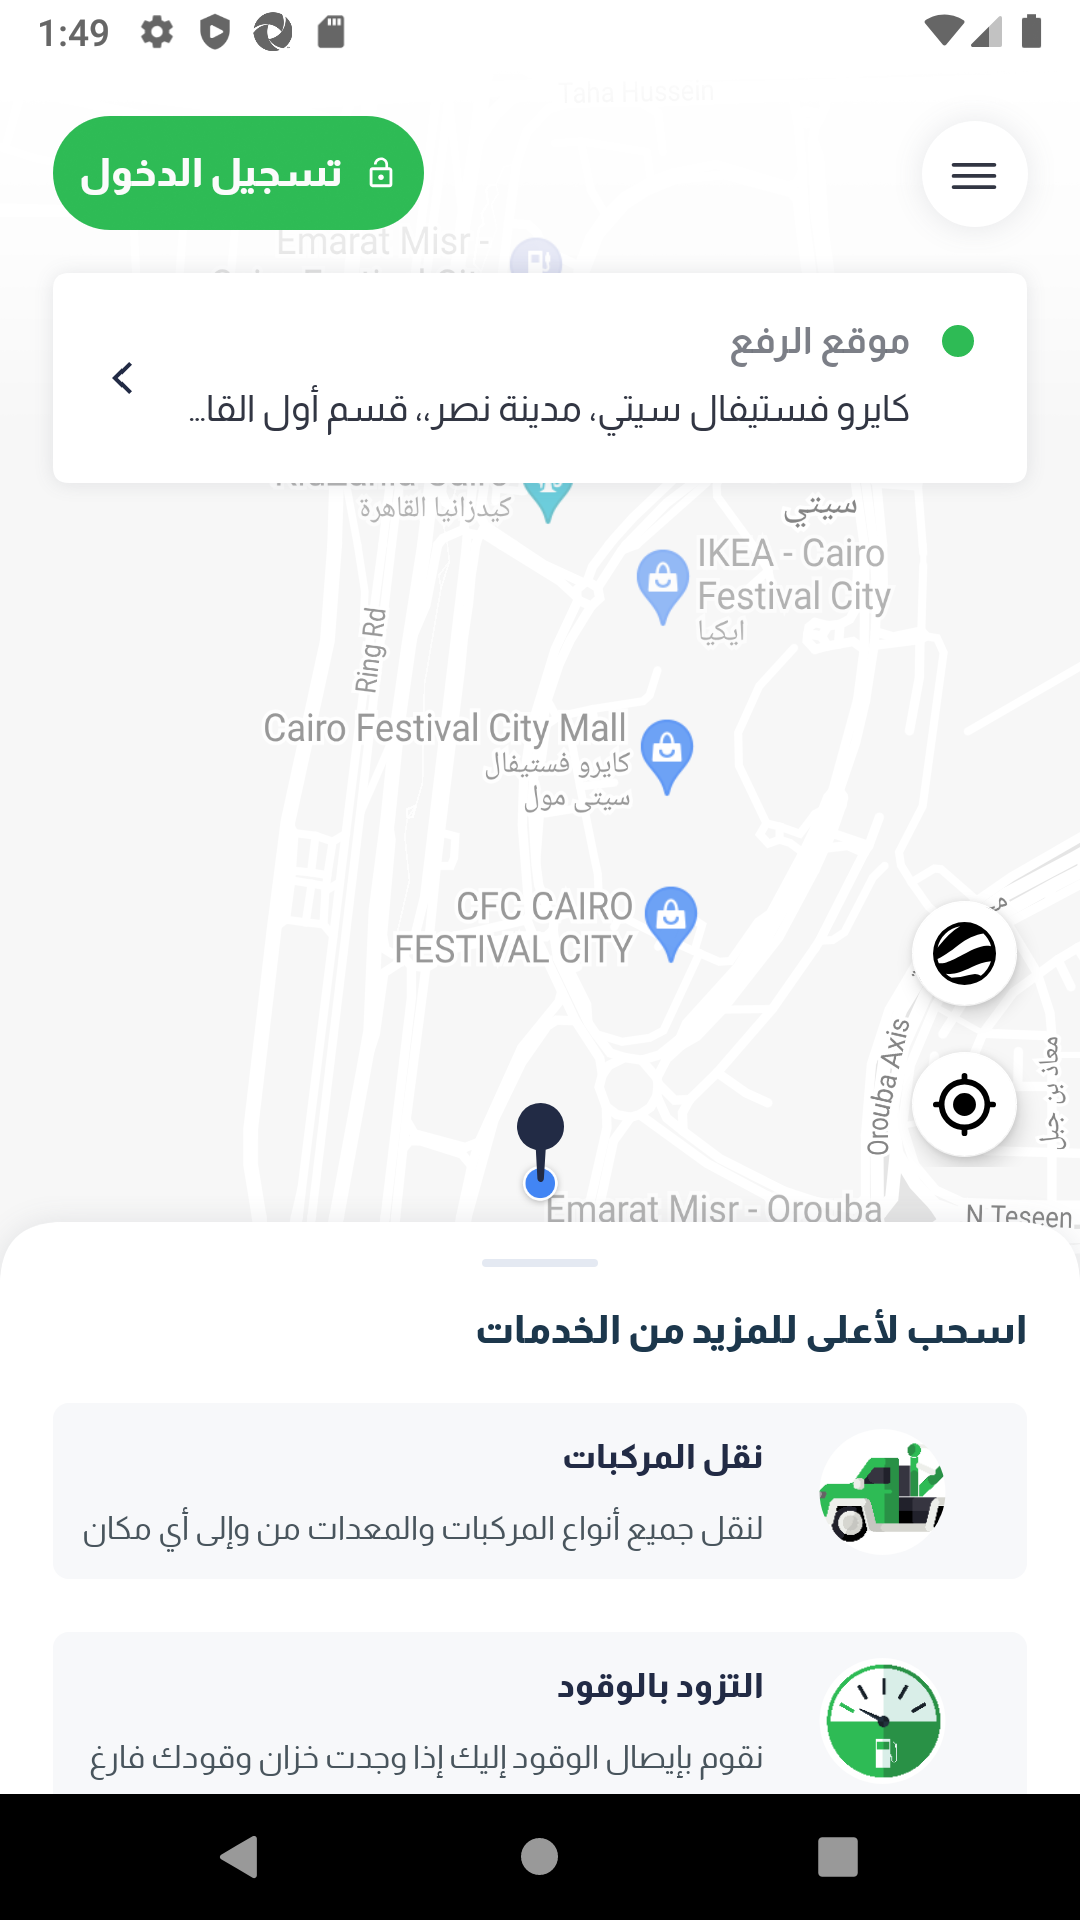 1:49
Taha Hussein
تسجيل الدخول
Emarat Misr -
موقع الرفع
كايرو فستيفال سيتي، مدينة نصر،، قسم أول القا...
كيدزانيا القاهرة
سيتي
IKEA - Cairo
Festival City
ايكيا
Ring Rd
Cairo Festival City Mall
كايرو فستيفال
سيتى مول
CFC CAIRO
FESTIVAL CITY
Orouba Axis
معاذ بن جبل
Emarat Misr - Orouba
N Teseen
اسحب لأعلى للمزيد من الخدمات
نقل المركبات
لنقل جميع أنواع المركبات والمعدات من وإلى أي مكان
التزود بالوقود
نقوم بإيصال الوقود إليك إذا وجدت خزان وقودك فارغ